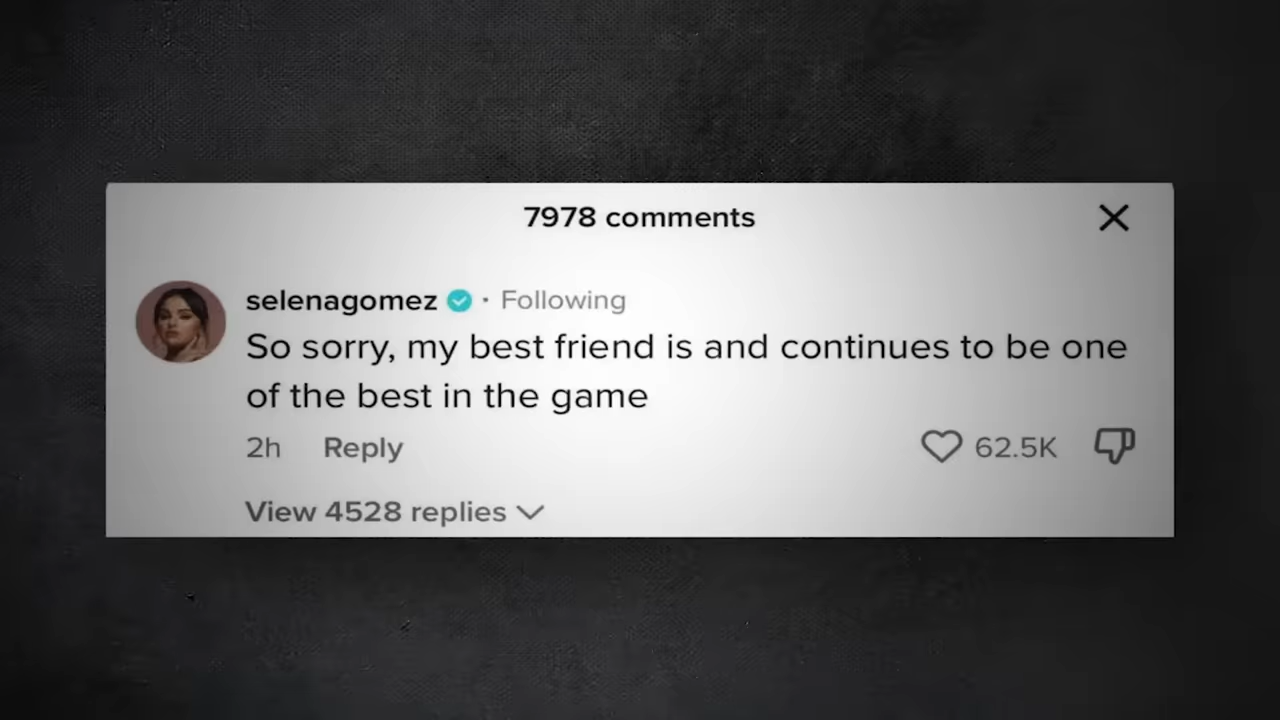 7978 comments
selenagomez · Following
So sorry, my best friend is and continues to be one
of the best in the game
2h Reply 62.5K
View 4528 replies